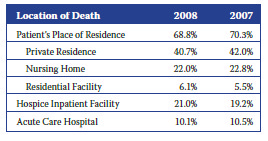 Location of Death 2008 2007
Patient's Place of Residence 68.8% 70.3%
Private Residence 40.7% 42.0%
Nursing Home 22.0% 22.8%
Residential Facility 6.1% 5.5%
Hospice Inpatient Facility 21.0% 19.2%
Acute Care Hospital 10.1% 10.5%